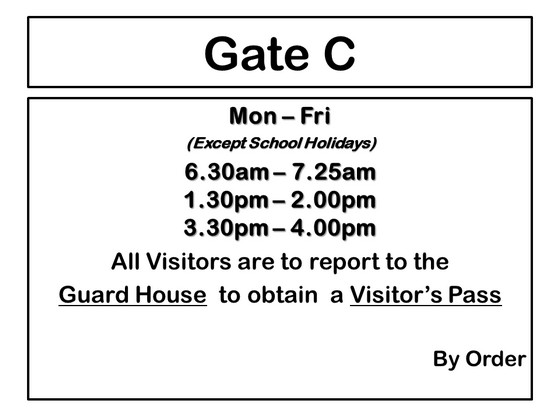 Gate C
Mon – Fri
(Except School Holidays)
6.30am – 7.25am
1.30pm – 2.00pm
3.30pm – 4.00pm
All Visitors are to report to the
Guard House to obtain a Visitor's Pass
By Order